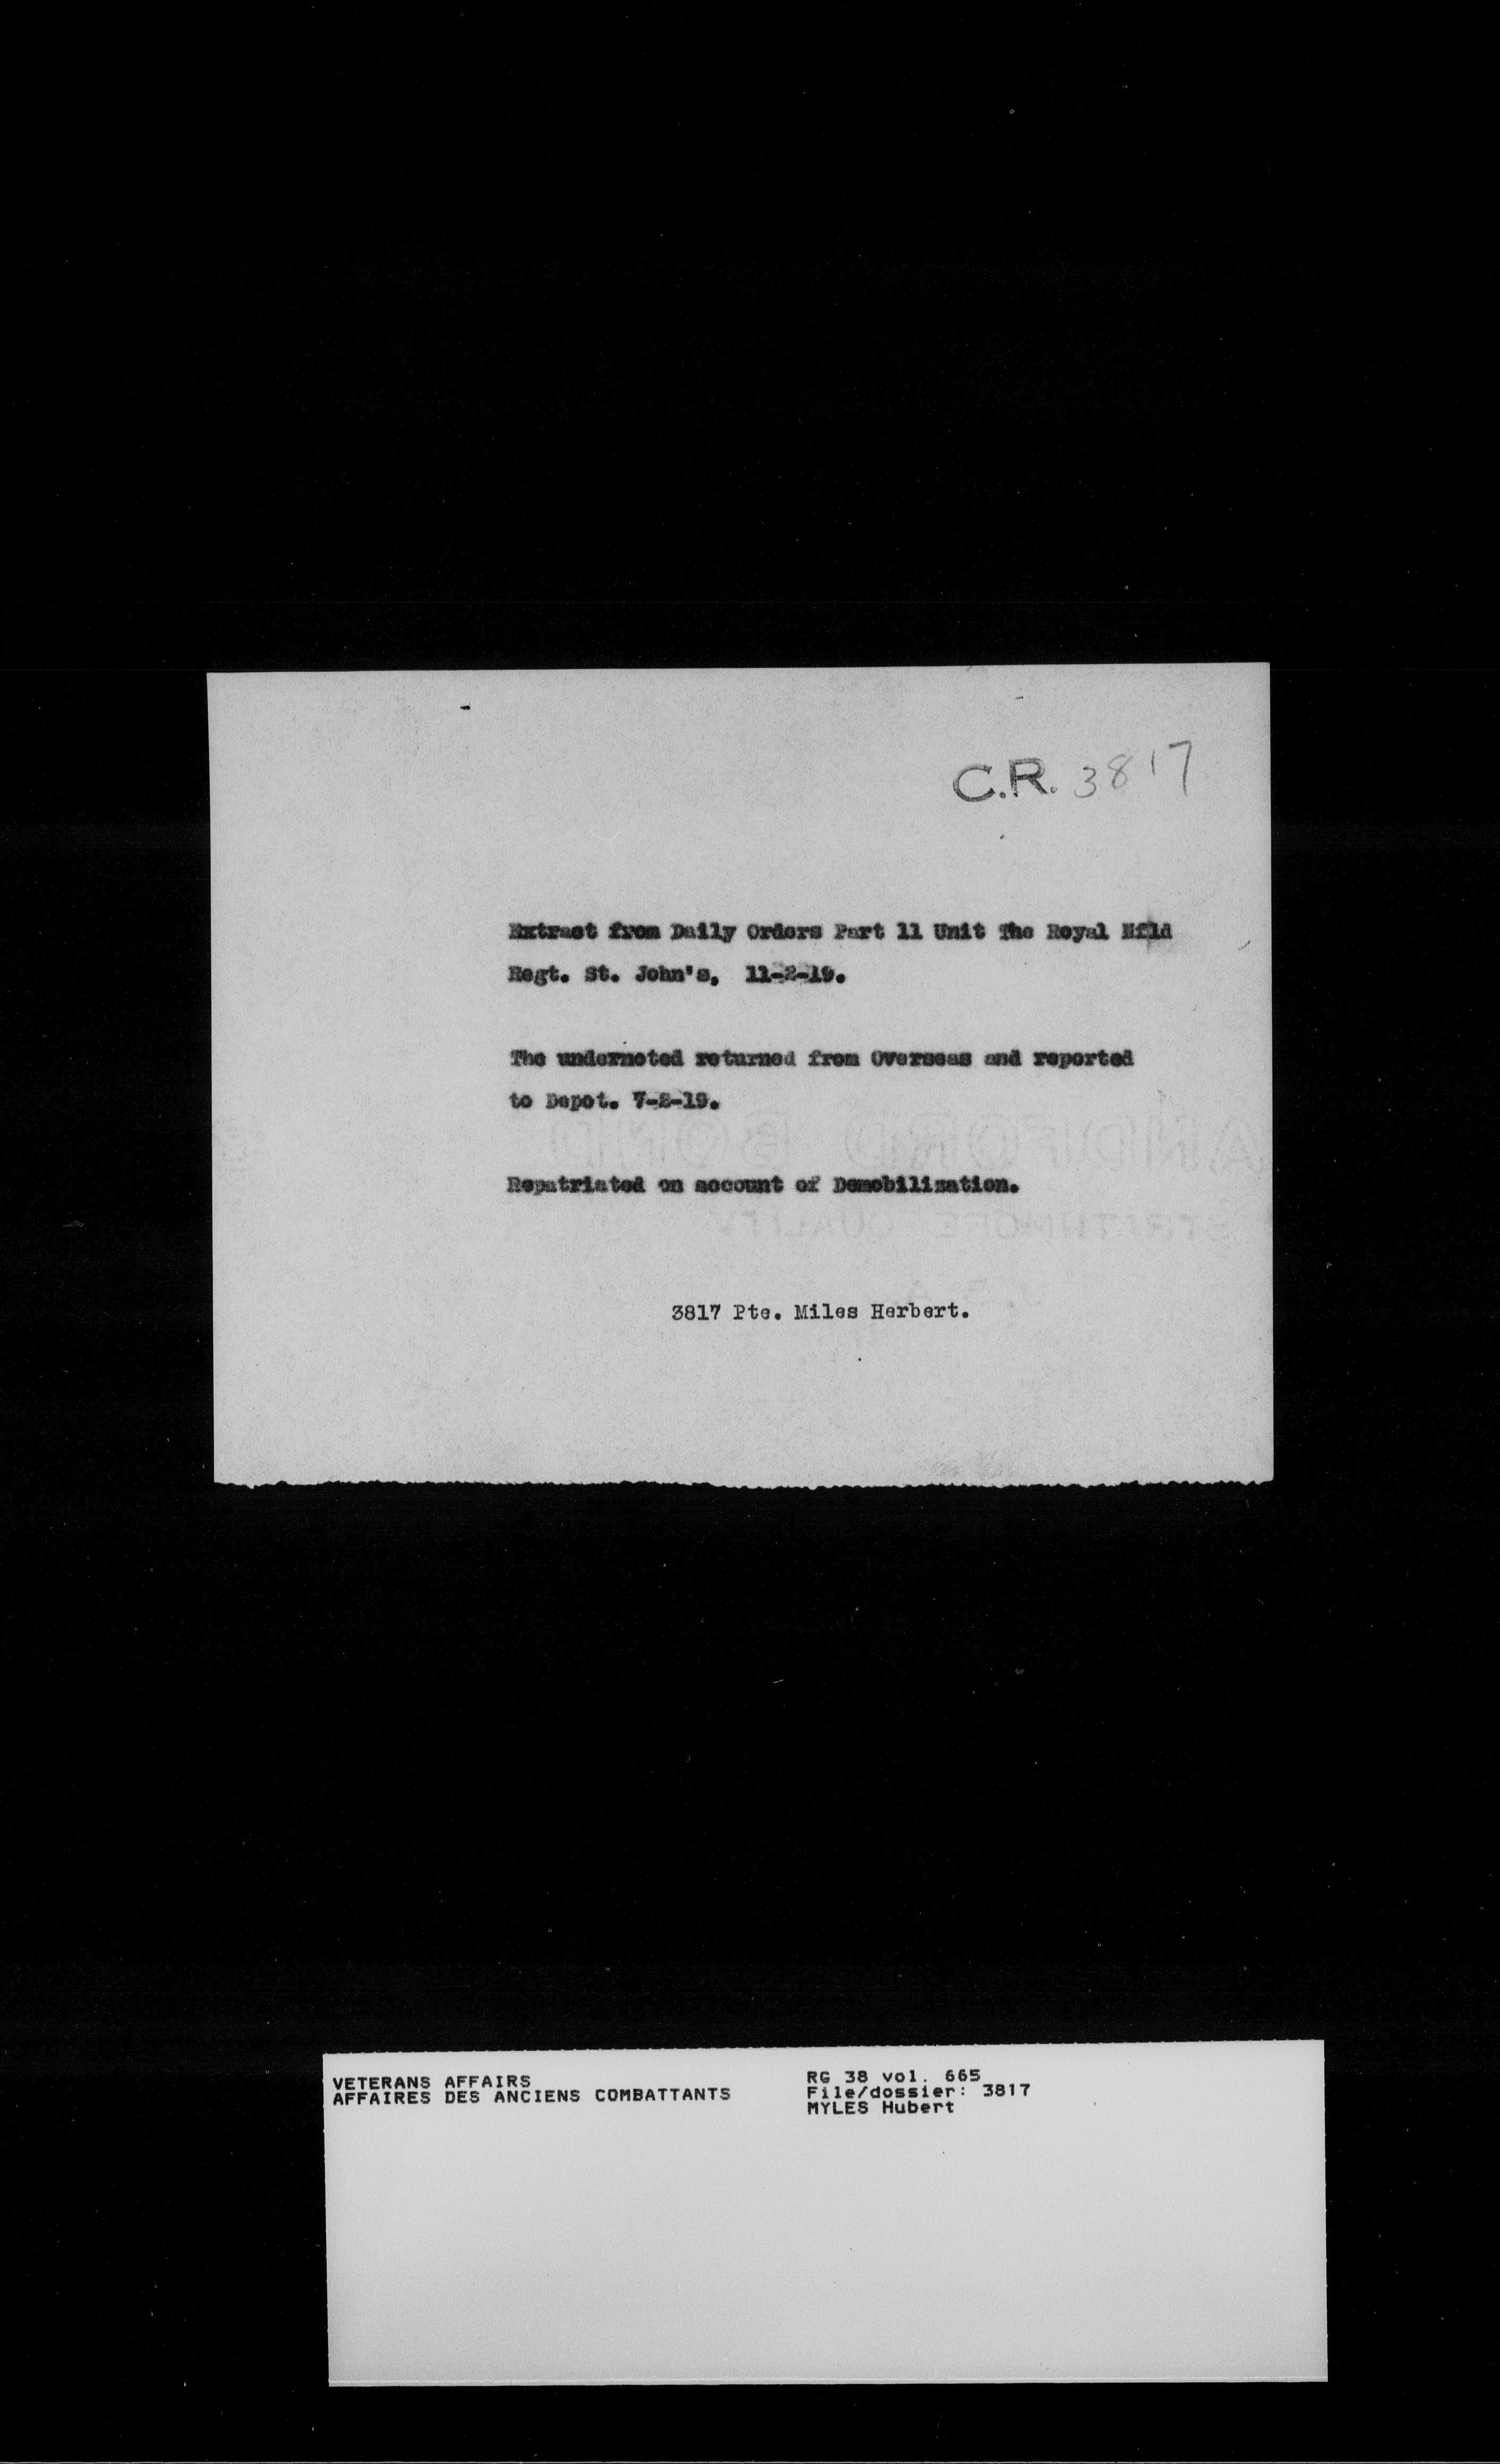 C.R. 3817
Extract from Daily Orders Part 11 Unit The Royal Nfld
Regt. St. John's, 11-2-19.
The undernoted returned from Overseas and reported
to Depot. 7-2-19.
Repatriated on account of Demobilization.
3817 Pte. Miles Herbert.
VETERANS AFFAIRS
AFFAIRES DES ANCIENS COMBATTANTS
RG 38 vol. 665
File/dossier: 3817
MYLES Hubert